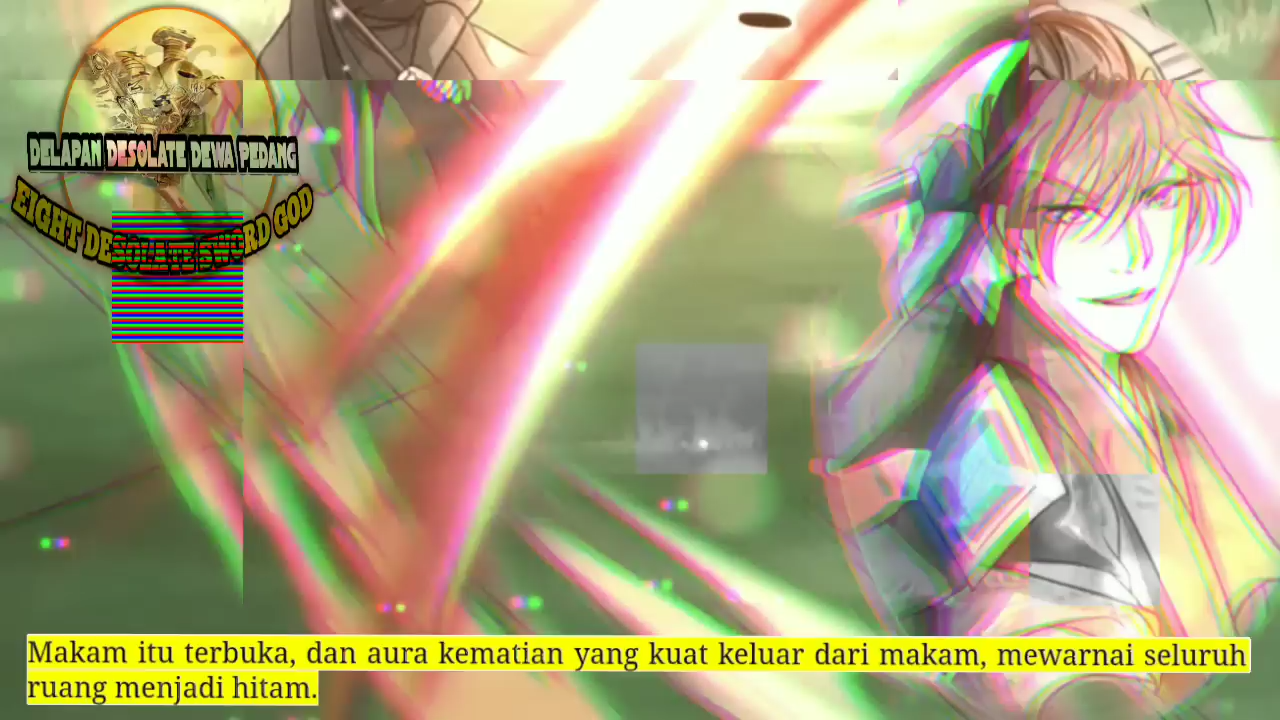 DELAPAN DESOLATE DEWA PEDANG
EIGHT DESOLATE SWORD GOD
Makam itu terbuka, dan aura kematian yang kuat keluar dari makam, mewarnai seluruh
ruang menjadi hitam.